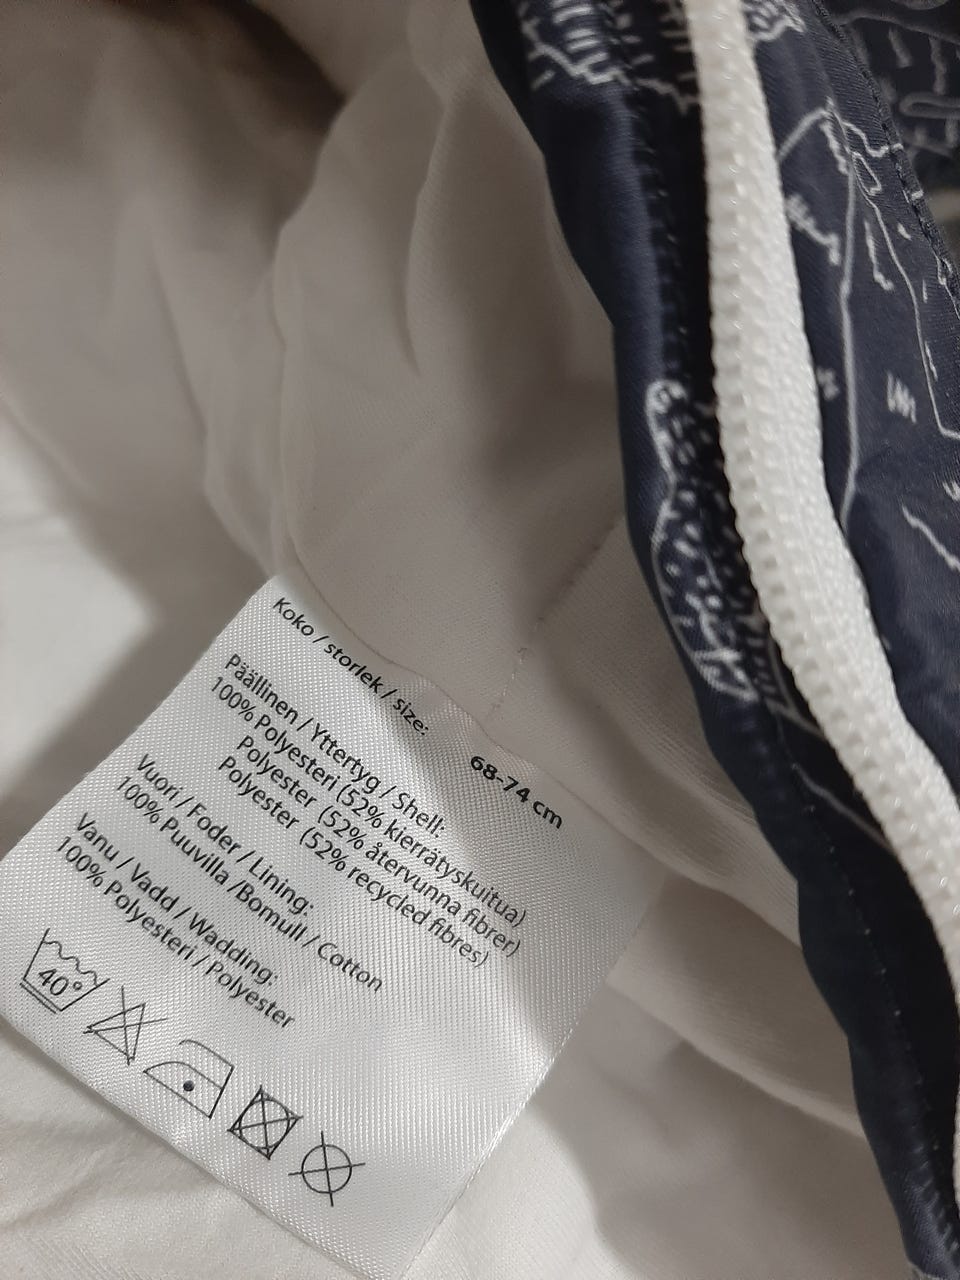 Koko / storlek / size: 68-74 cm
Päällinen / Yttertyg / Shell:
100% Polyesteri (52% kierrätyskuitua)
Polyester (52% återvunna fibrer)
Polyester (52% recycled fibres)
Vuori / Foder / Lining:
100% Puuvilla /Bomull / Cotton
Vanu / Vadd / Wadding:
100% Polyesteri / Polyester
40°